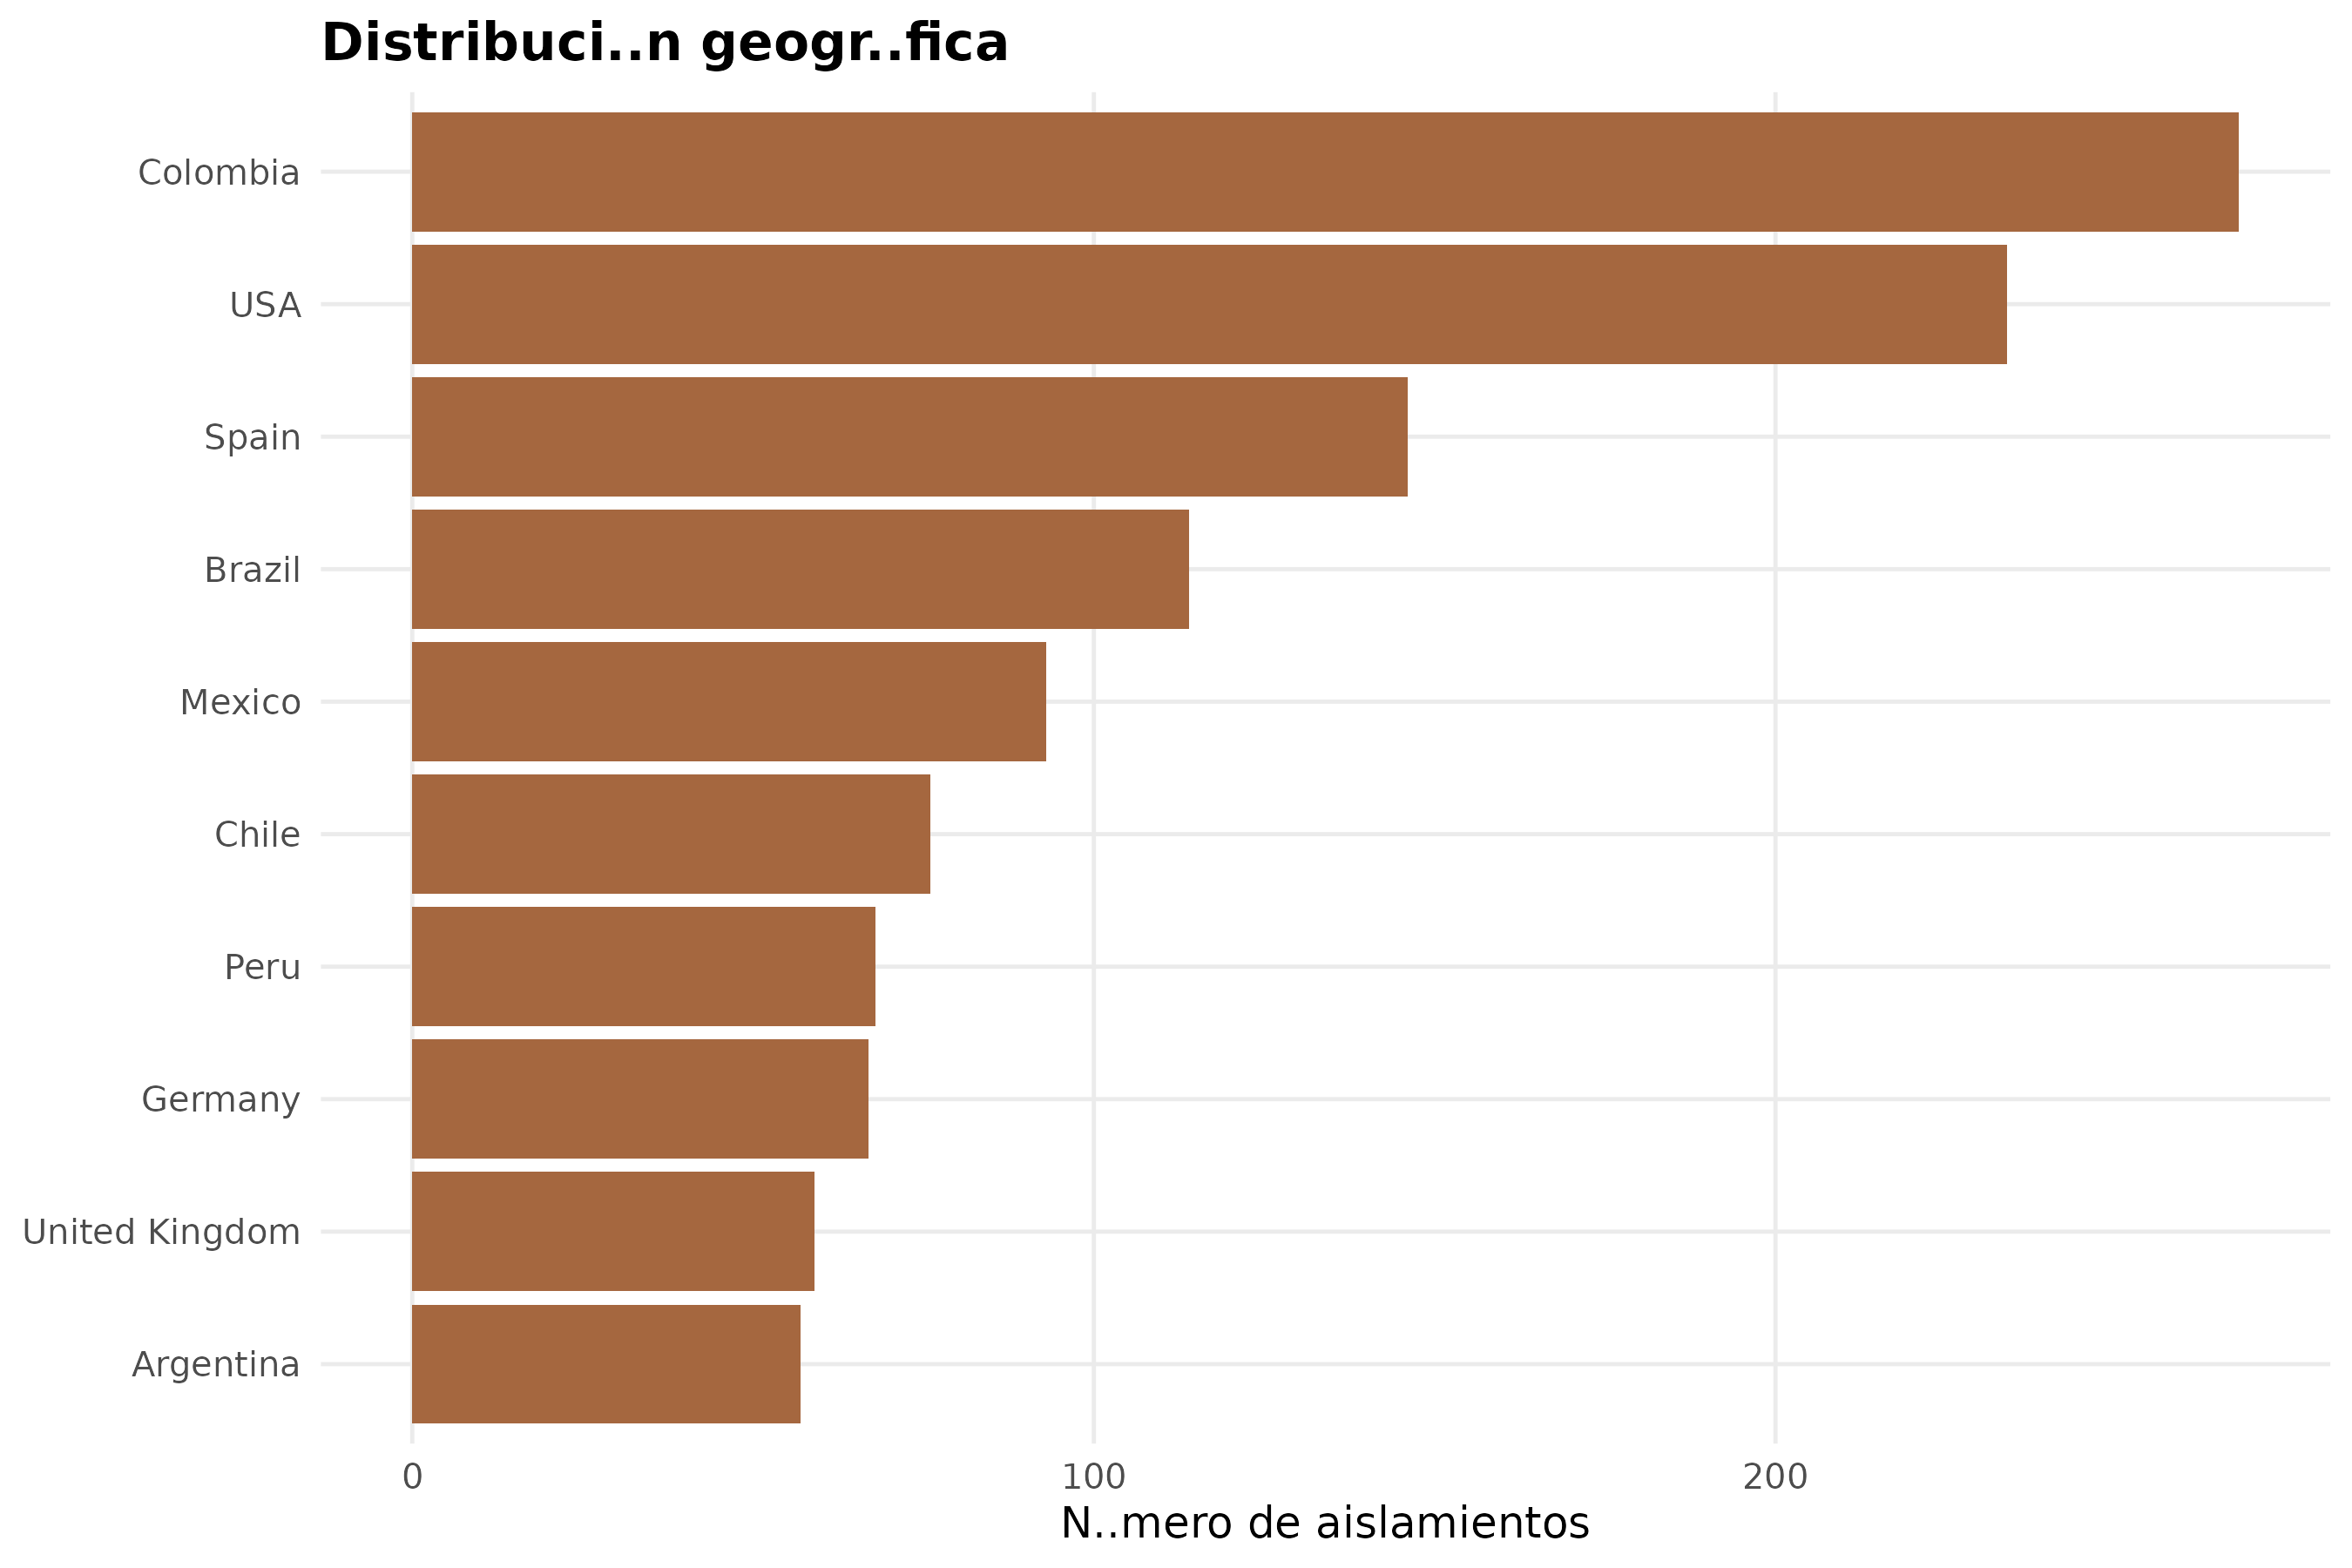 Distribuci..n geogr..fica
Colombia
USA
Spain
Brazil
Mexico
Chile
Peru
Germany
United Kingdom
Argentina
0 100 200
N..mero de aislamientos